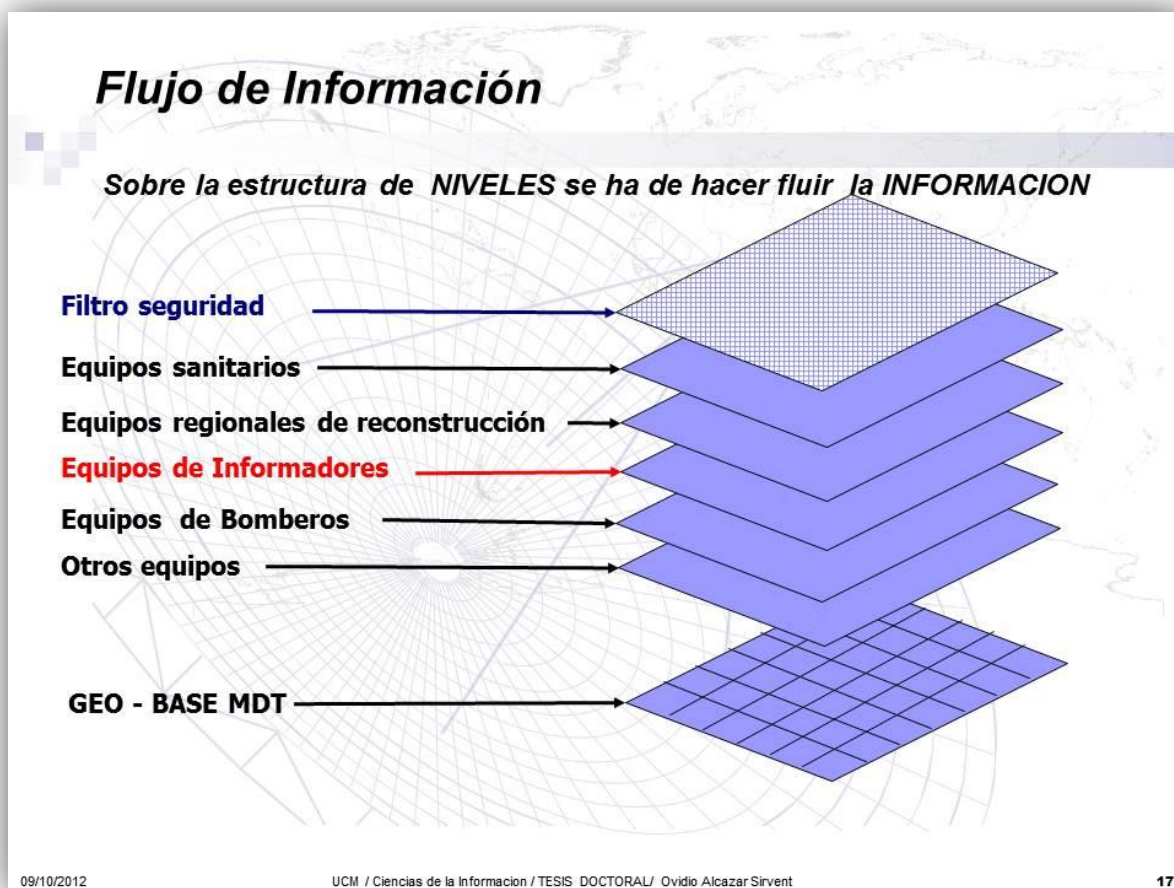 Flujo de Información
Sobre la estructura de NIVELES se ha de hacer fluir la INFORMACION
Filtro seguridad
Equipos sanitarios
Equipos regionales de reconstrucción
Equipos de Informadores
Equipos de Bomberos
Otros equipos
GEO - BASE MDT
09/10/2012
UCM / Ciencias de la Informacion / TESIS DOCTORAL/ Ovidio Alcazar Sirvent
17